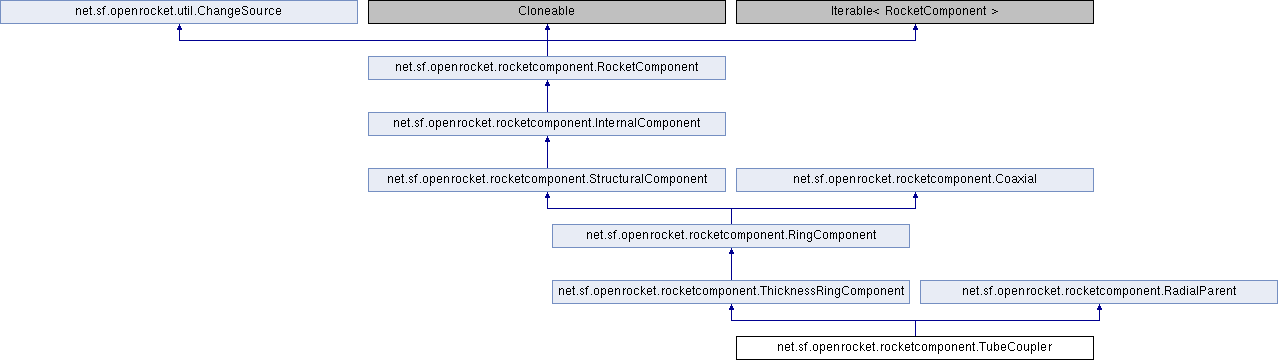 net.sf.openrocket.util.ChangeSource
Cloneable
Iterable< RocketComponent >
net.sf.openrocket.rocketcomponent.RocketComponent
net.sf.openrocket.rocketcomponent.InternalComponent
net.sf.openrocket.rocketcomponent.StructuralComponent
net.sf.openrocket.rocketcomponent.Coaxial
net.sf.openrocket.rocketcomponent.RingComponent
net.sf.openrocket.rocketcomponent.ThicknessRingComponent
net.sf.openrocket.rocketcomponent.RadialParent
net.sf.openrocket.rocketcomponent.TubeCoupler